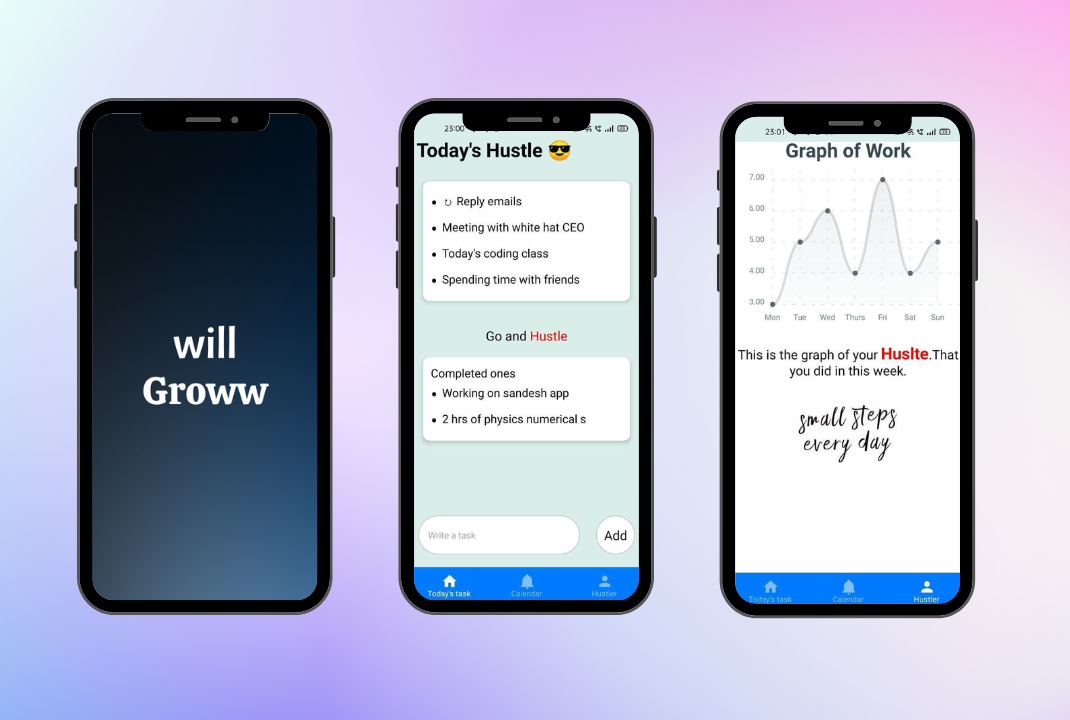 will
Groww
23:00
Today's Hustle 😎
• ↻ Reply emails
• Meeting with white hat CEO
• Today's coding class
• Spending time with friends
Go and Hustle
Completed ones
• Working on sandesh app
• 2 hrs of physics numerical s
Write a task
Add
Today's task
Calendar
Hustler
23:01
Graph of Work
7.00
6.00
5.00
4.00
3.00
Mon Tue Wed Thurs Fri Sat Sun
This is the graph of your Huslte.That
you did in this week.
small steps
every day
Today's task
Calendar
Hustler